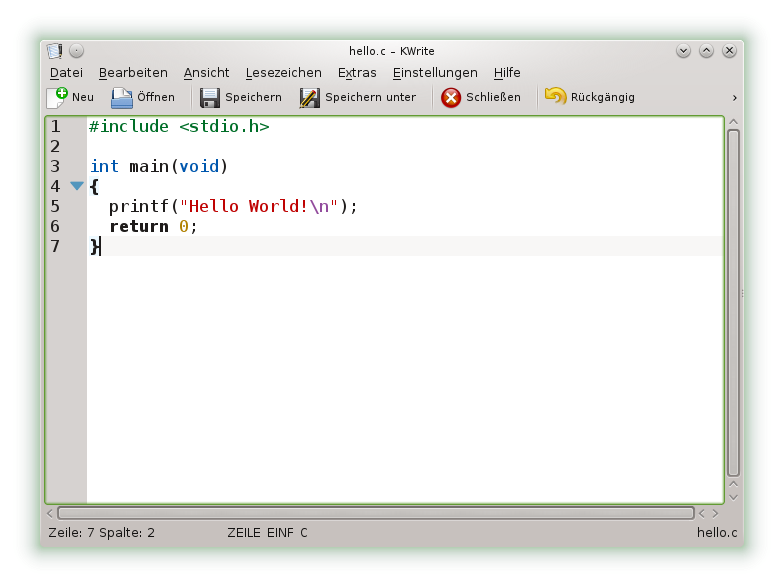 hello.c – KWrite
Datei Bearbeiten Ansicht Lesezeichen Extras Einstellungen Hilfe
Neu Öffnen Speichern Speichern unter Schließen Rückgängig
1 #include <stdio.h>
2
3 int main(void)
4 {
5   printf("Hello World!\n");
6   return 0;
7 }
Zeile: 7 Spalte: 2 ZEILE EINF C hello.c